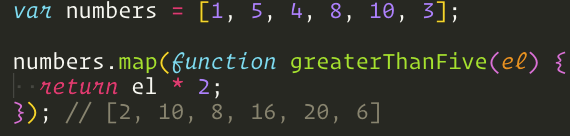 var numbers = [1, 5, 4, 8, 10, 3];
numbers.map(function greaterThanFive(el) {
  return el * 2;
}); // [2, 10, 8, 16, 20, 6]